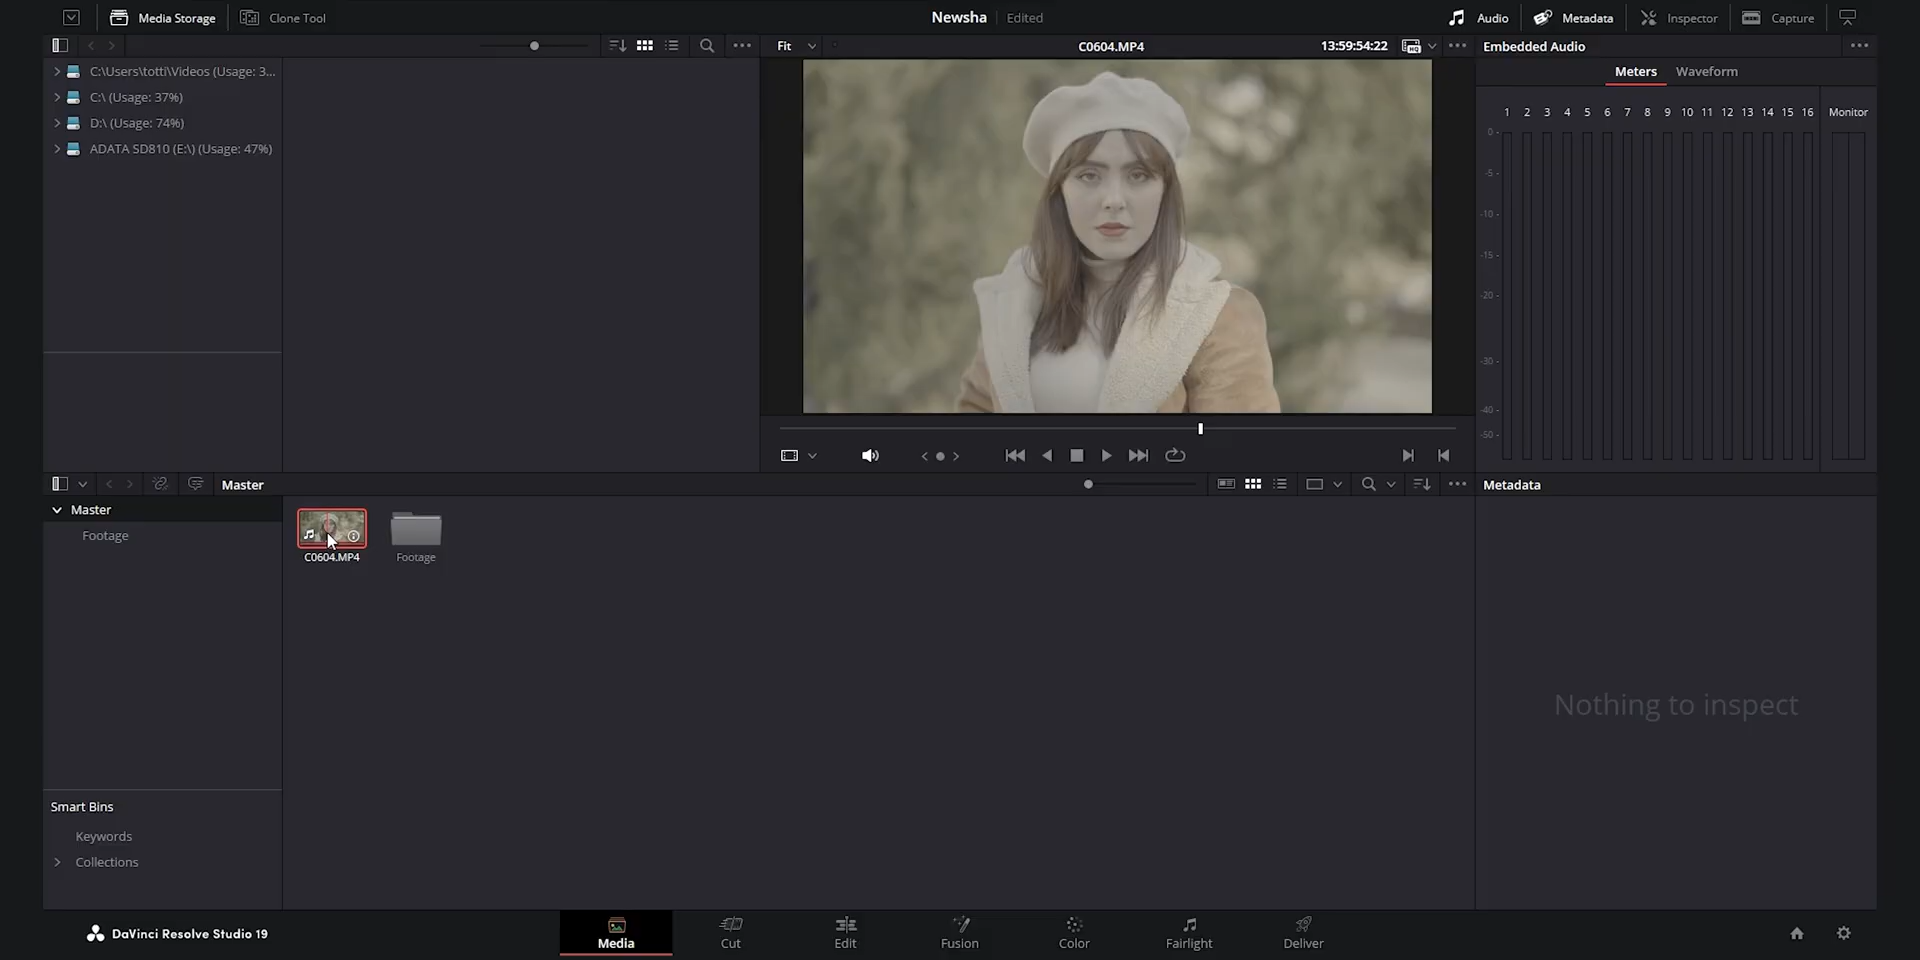 Media Storage
Clone Tool
Newsha
Edited
Audio
Metadata
Inspector
Capture
Fit
C0604.MP4
13:59:54:22
Embedded Audio
C:\Users\totti\Videos (Usage: 3...
C:\ (Usage: 37%)
D:\ (Usage: 74%)
ADATA SD810 (E:\) (Usage: 47%)
Meters
Waveform
1 2 3 4 5 6 7 8 9 10 11 12 13 14 15 16 Monitor
0
-5
-10
-15
-20
-30
-40
-50
Master
Metadata
Master
Footage
C0604.MP4
Footage
Nothing to inspect
Smart Bins
Keywords
Collections
DaVinci Resolve Studio 19
Media
Cut
Edit
Fusion
Color
Fairlight
Deliver